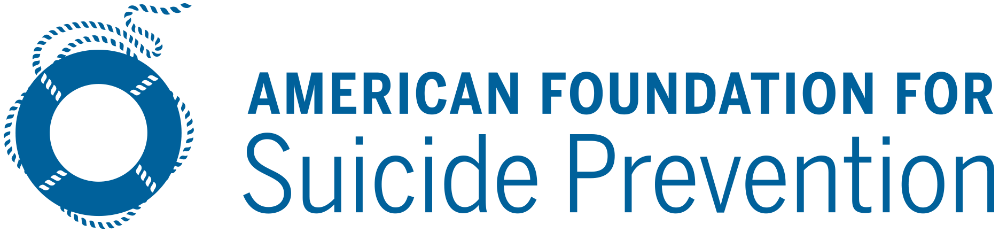 AMERICAN FOUNDATION FOR
Suicide Prevention